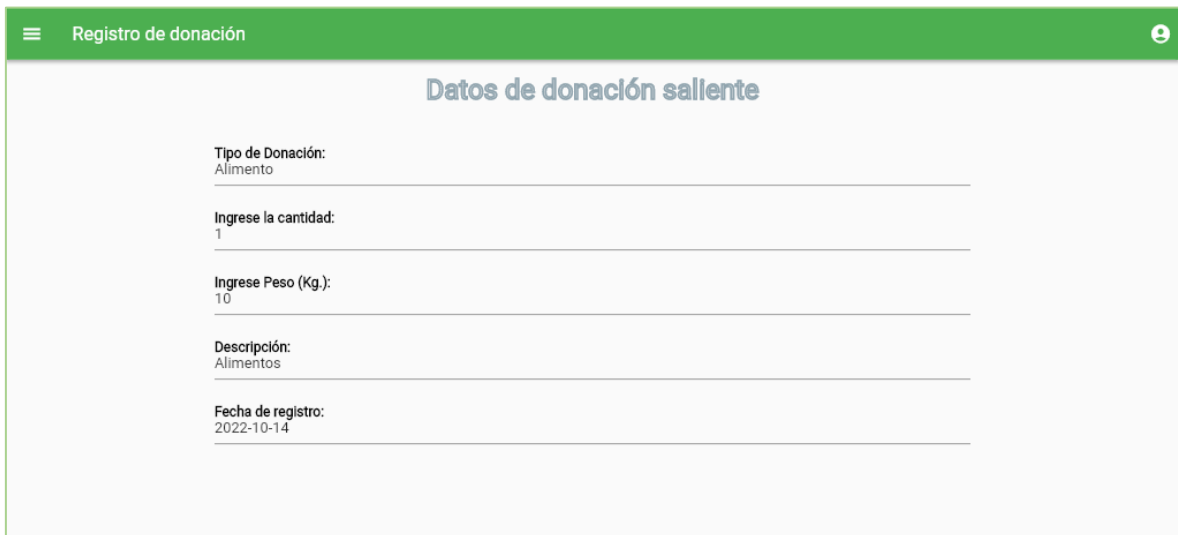 Registro de donación
Datos de donación saliente
Tipo de Donación:
Alimento
Ingrese la cantidad:
1
Ingrese Peso (Kg.):
10
Descripción:
Alimentos
Fecha de registro:
2022-10-14